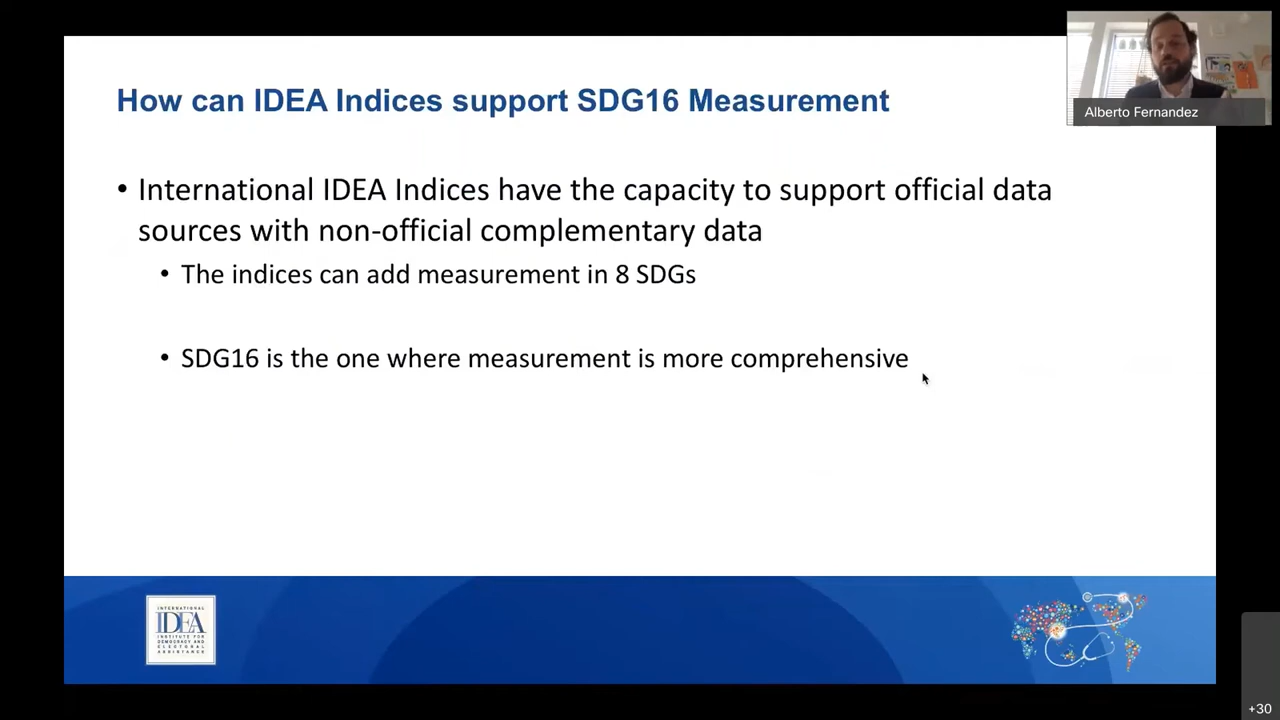 How can IDEA Indices support SDG16 Measurement
Alberto Fernandez
• International IDEA Indices have the capacity to support official data
sources with non-official complementary data
• The indices can add measurement in 8 SDGs
• SDG16 is the one where measurement is more comprehensive
INTERNATIONAL
IDEA
INSTITUTE FOR
DEMOCRACY AND
ELECTORAL
ASSISTANCE
+30